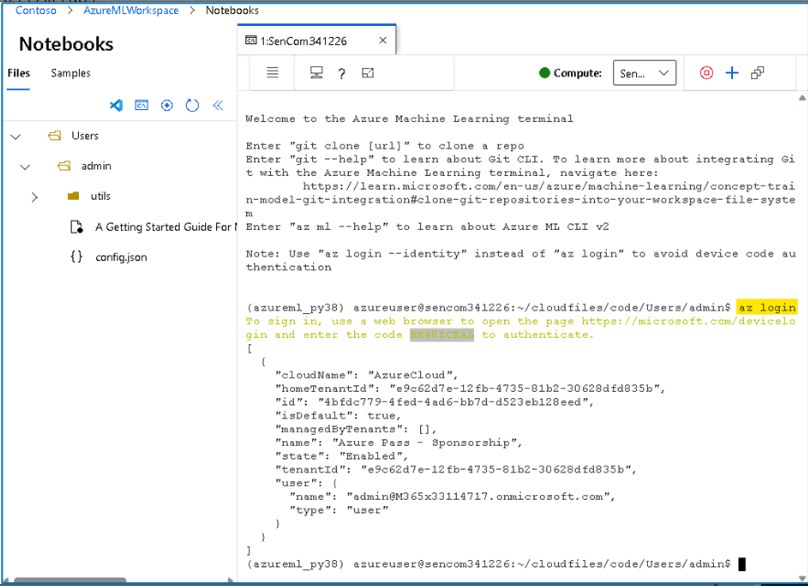 Contoso > AzureMLWorkspace > Notebooks
Notebooks
Files Samples
Users
admin
utils
A Getting Started Guide For
config.json
1:SenCom341226
Compute: Sen...
Welcome to the Azure Machine Learning terminal
Enter "git clone [url]" to clone a repo
Enter "git --help" to learn about Git CLI. To learn more about integrating Gi
t with the Azure Machine Learning terminal, navigate here:
https://learn.microsoft.com/en-us/azure/machine-learning/concept-trai
n-model-git-integration#clone-git-repositories-into-your-workspace-file-syste
m
Enter "az ml --help" to learn about Azure ML CLI v2
Note: Use "az login --identity" instead of "az login" to avoid device code au
thentication
(azureml_py38) azureuser@sencom341226:~/cloudfiles/code/Users/admin$ az login
To sign in, use a web browser to open the page https://microsoft.com/devicelo
gin and enter the code to authenticate.
[
{
"cloudName": "AzureCloud",
"homeTenantId": "e9c62d7e-12fb-4735-81b2-30628dfd835b",
"id": "4bfdc779-4fed-4ad6-bb7d-d523eb128eed",
"isDefault": true,
"managedByTenants": [],
"name": "Azure Pass - Sponsorship",
"state": "Enabled",
"tenantId": "e9c62d7e-12fb-4735-81b2-30628dfd835b",
"user": {
"name": "admin@M365x33114717.onmicrosoft.com",
"type": "user"
}
}
]
(azureml_py38) azureuser@sencom341226:~/cloudfiles/code/Users/admin$